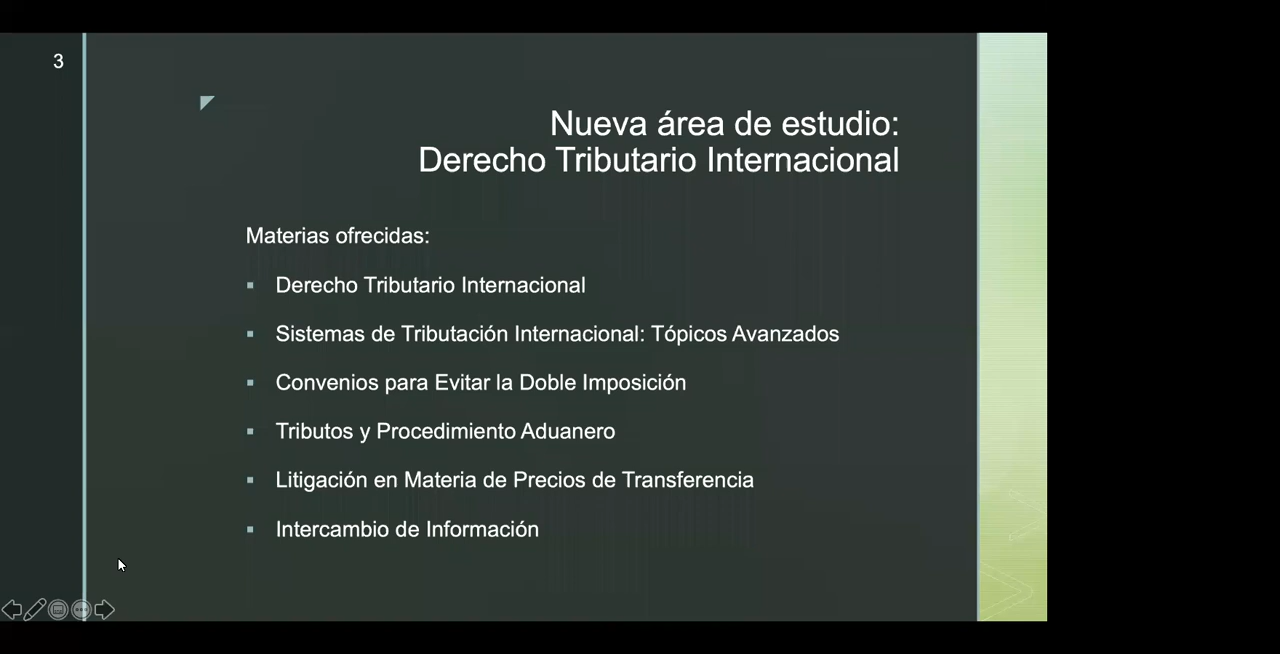 3
Nueva área de estudio:
Derecho Tributario Internacional
Materias ofrecidas:
▪ Derecho Tributario Internacional
▪ Sistemas de Tributación Internacional: Tópicos Avanzados
▪ Convenios para Evitar la Doble Imposición
▪ Tributos y Procedimiento Aduanero
▪ Litigación en Materia de Precios de Transferencia
▪ Intercambio de Información